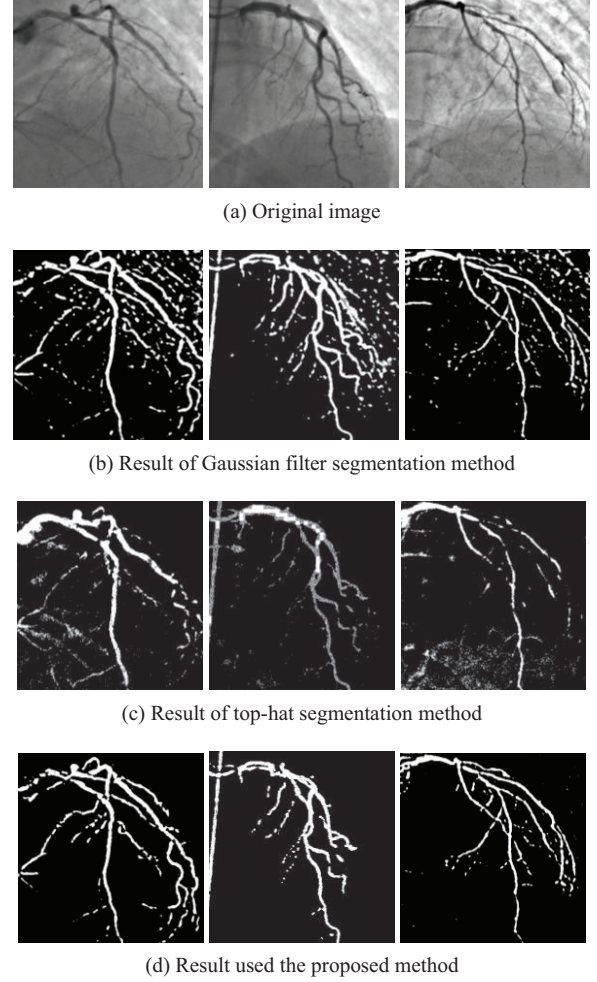 (a) Original image
(b) Result of Gaussian filter segmentation method
(c) Result of top-hat segmentation method
(d) Result used the proposed method